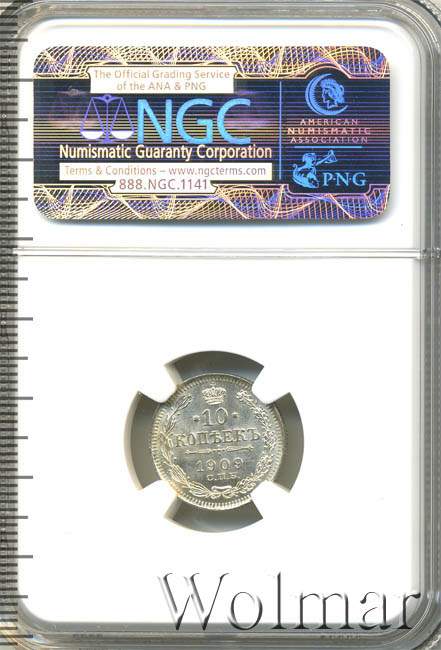 The Official Grading Service
of the ANA & PNG
NGC
Numismatic Guaranty Corporation
Terms & Conditions – www.ngcterms.com
888.NGC.1141
AMERICAN
NUMISMATIC
ASSOCIATION
PNG
10
КОПѢЕКЪ
1909
С.П.Б.
Wolmar